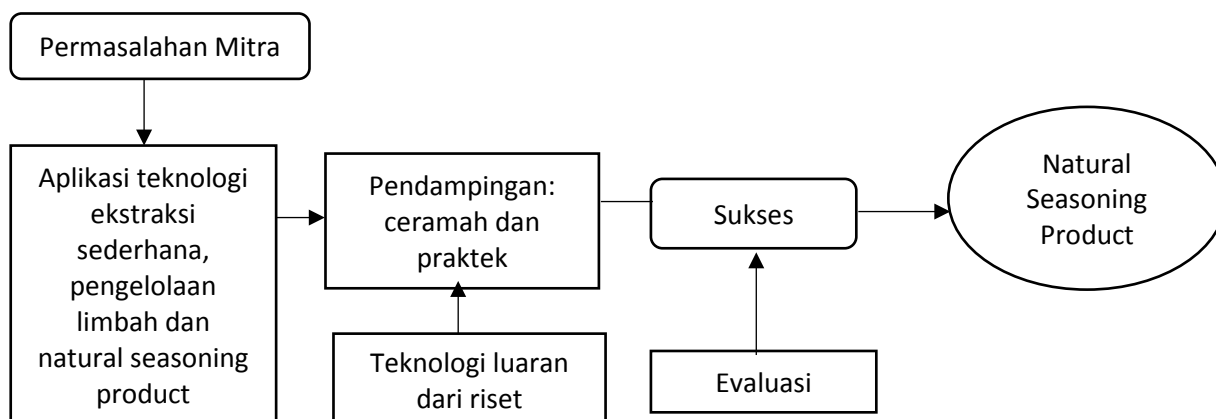 Permasalahan Mitra
Aplikasi teknologi
ekstraksi
sederhana,
pengelolaan
limbah dan
natural seasoning
product
Pendampingan:
ceramah dan
praktek
Teknologi luaran
dari riset
Sukses
Evaluasi
Natural
Seasoning
Product